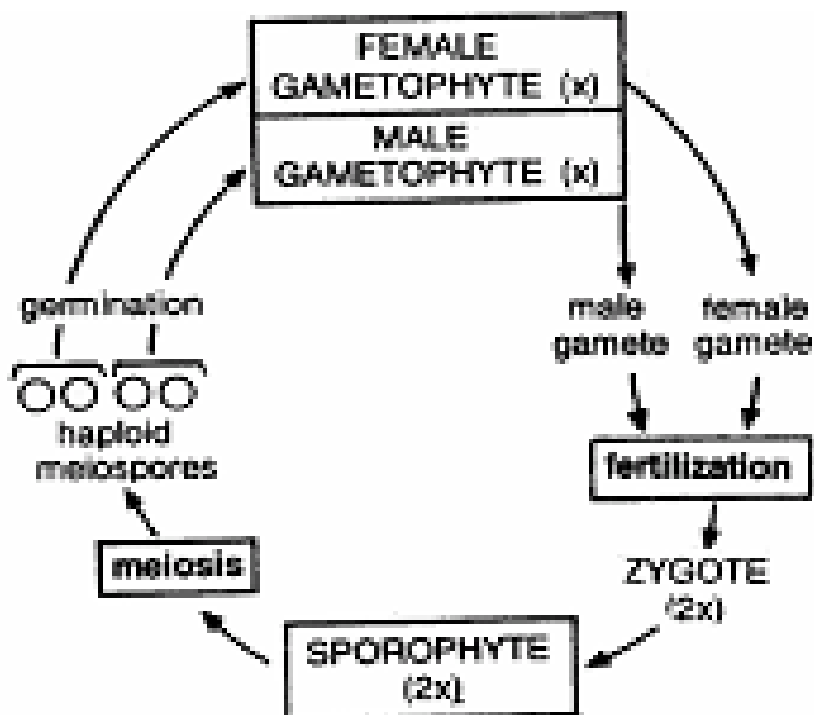 FEMALE
GAMETOPHYTE (x)
MALE
GAMETOPHYTE (x)
germination
haploid
meiospores
meiosis
male
gamete
female
gamete
fertilization
ZYGOTE
(2x)
SPOROPHYTE
(2x)